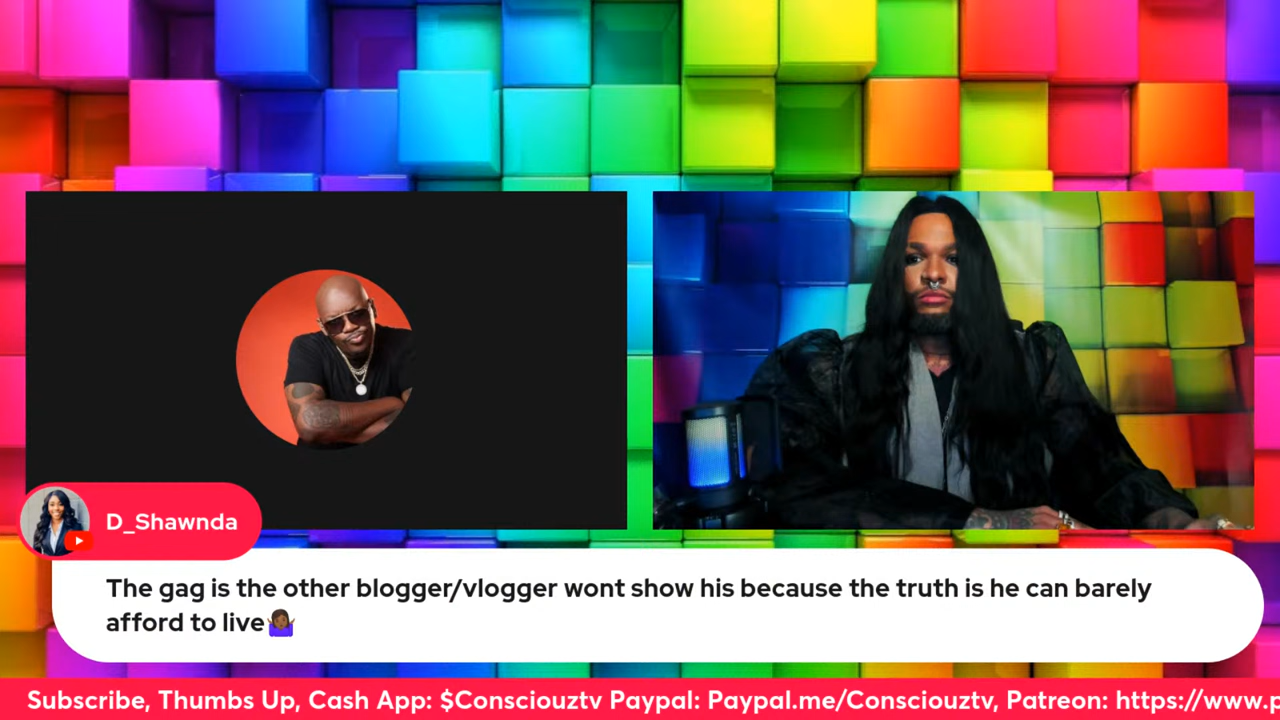 D_Shawnda
The gag is the other blogger/vlogger wont show his because the truth is he can barely
afford to live🤷🏾‍♀️
Subscribe, Thumbs Up, Cash App: $Consciouztv Paypal: Paypal.me/Consciouztv, Patreon: https://www.p